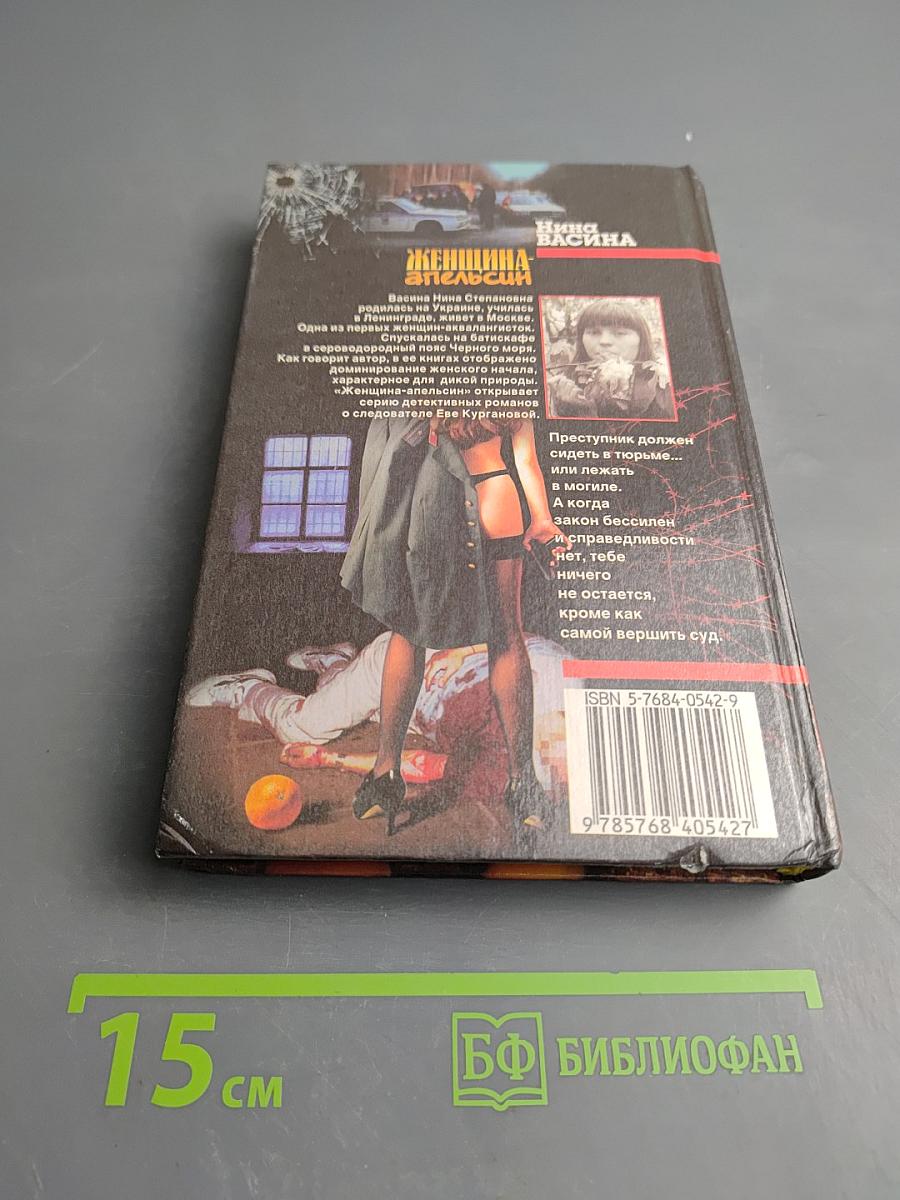 Нина
ВАСИНА
ЖЕНЩИНА-
апельсин
Васина Нина Степановна
родилась на Украине, училась
в Ленинграде, живет в Москве.
Одна из первых женщин-аквалангисток.
Спускалась на батискафе
в сероводородный пояс Черного моря.
Как говорит автор, в ее книгах отображено
доминирование женского начала,
характерное для дикой природы.
«Женщина-апельсин» открывает
серию детективных романов
о следователе Еве Кургановой.
Преступник должен
сидеть в тюрьме...
или лежать
в могиле.
А когда
закон бессилен
и справедливости
нет, тебе
ничего
не остается,
кроме как
самой вершить суд.
ISBN 5-7684-0542-9
9 785768 405427
15 см
БФ БИБЛИОФАН